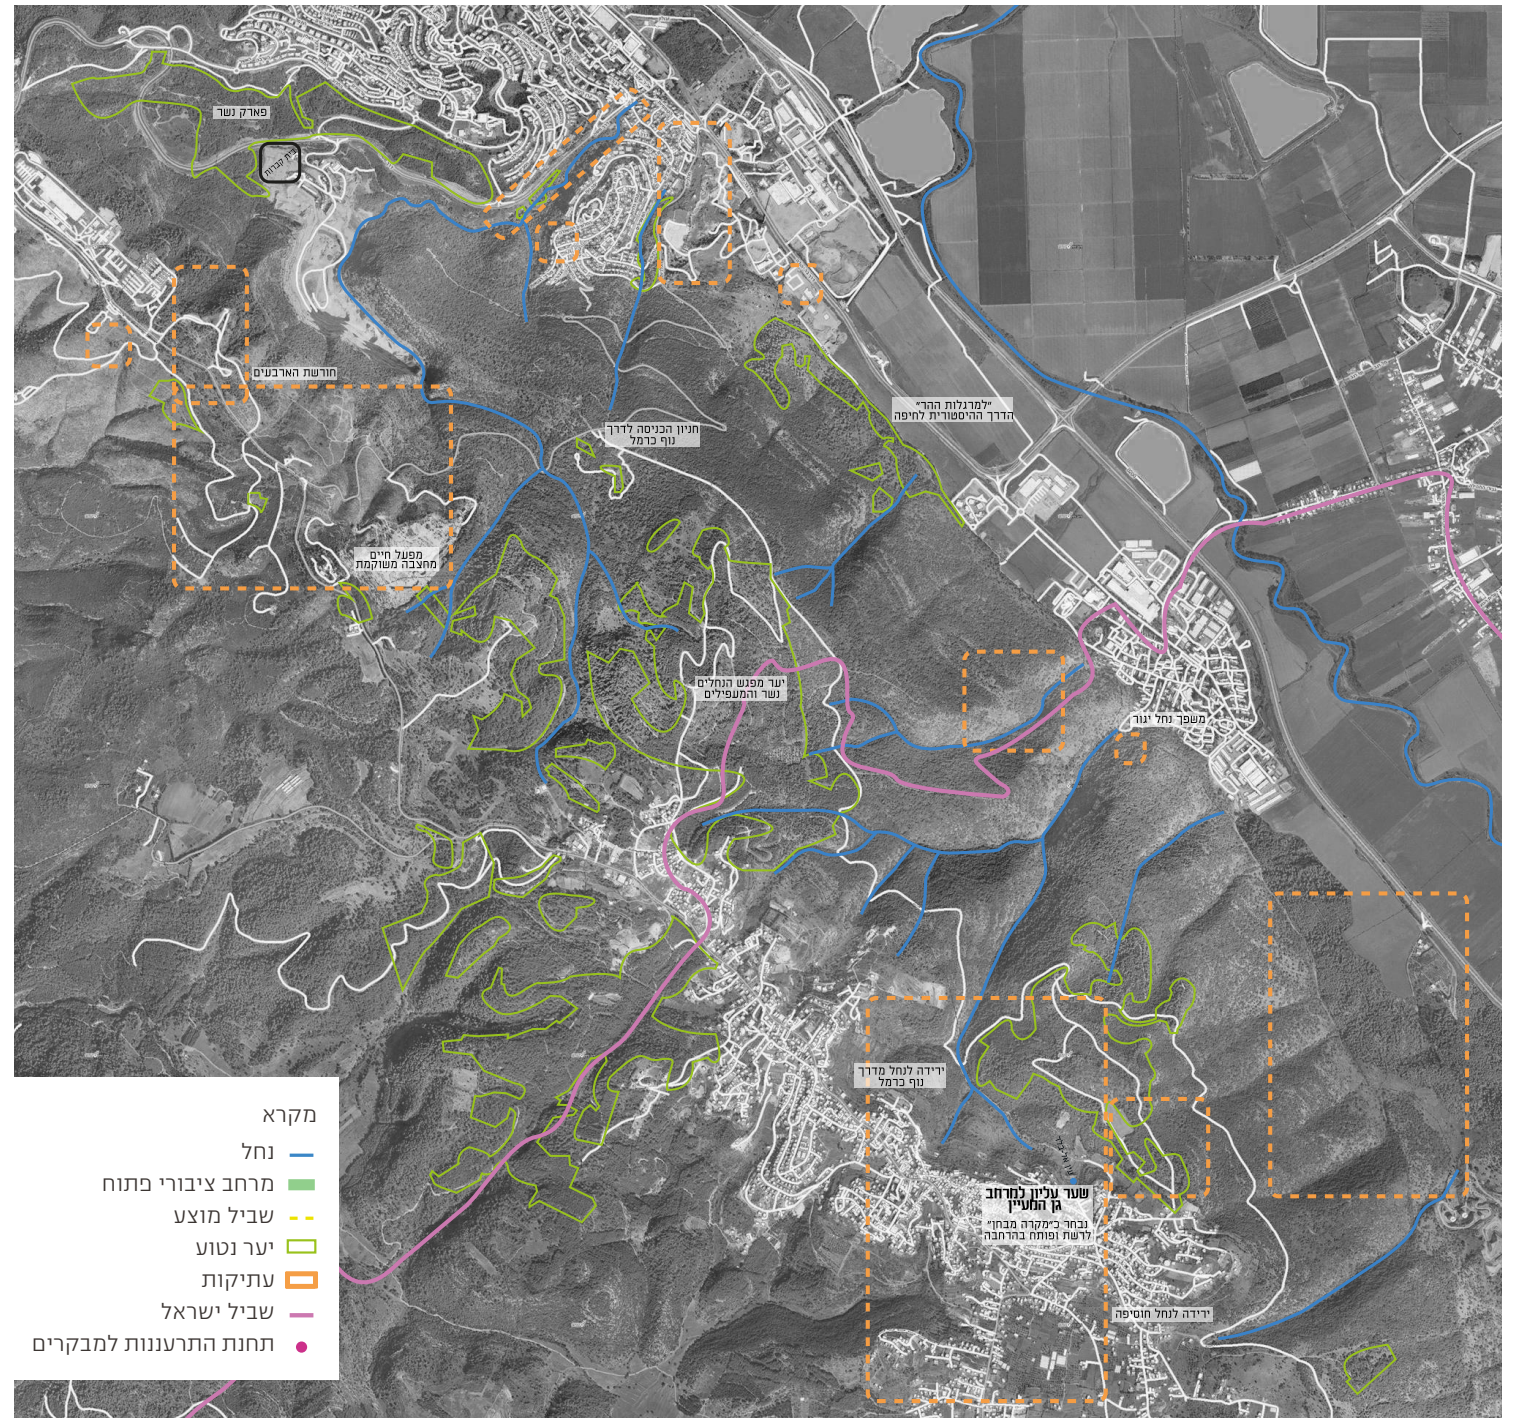 פארק נשר
בית קברות
חורשת הארבעים
"למרגלות ההר"
הדרך ההיסטורית לחיפה
חניון הכניסה לדרך
נוף כרמל
מפעל חיים
מחצבה משוקמת
יער מפגש הנחלים
נשר והמעפילים
משפך נחל יגור
ירידה לנחל מדרך
נוף כרמל
שער עליון למרחב
גן המעיין
נבחר כ"מקרה מבחן"
לרשת ופותח בהרחבה
ירידה לנחל חוסיפה
מקרא
נחל
מרחב ציבורי פתוח
שביל מוצע
יער נטוע
עתיקות
שביל ישראל
תחנת התרעננות למבקרים